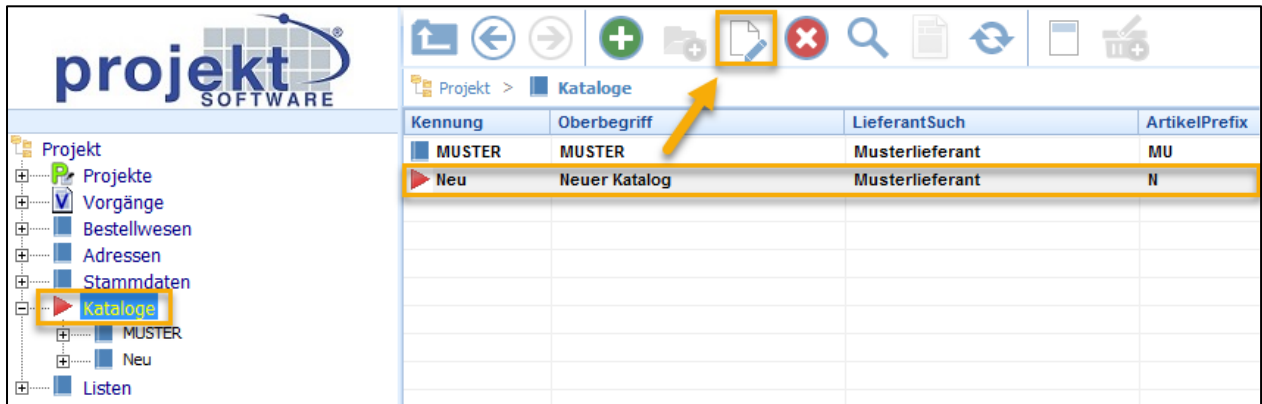 projekt
SOFTWARE
®
Projekt > Kataloge
Kennung Oberbegriff LieferantSuch ArtikelPrefix
MUSTER MUSTER Musterlieferant MU
Neu Neuer Katalog Musterlieferant N
Projekt
Projekte
V Vorgänge
Bestellwesen
Adressen
Stammdaten
Kataloge
MUSTER
Neu
Listen